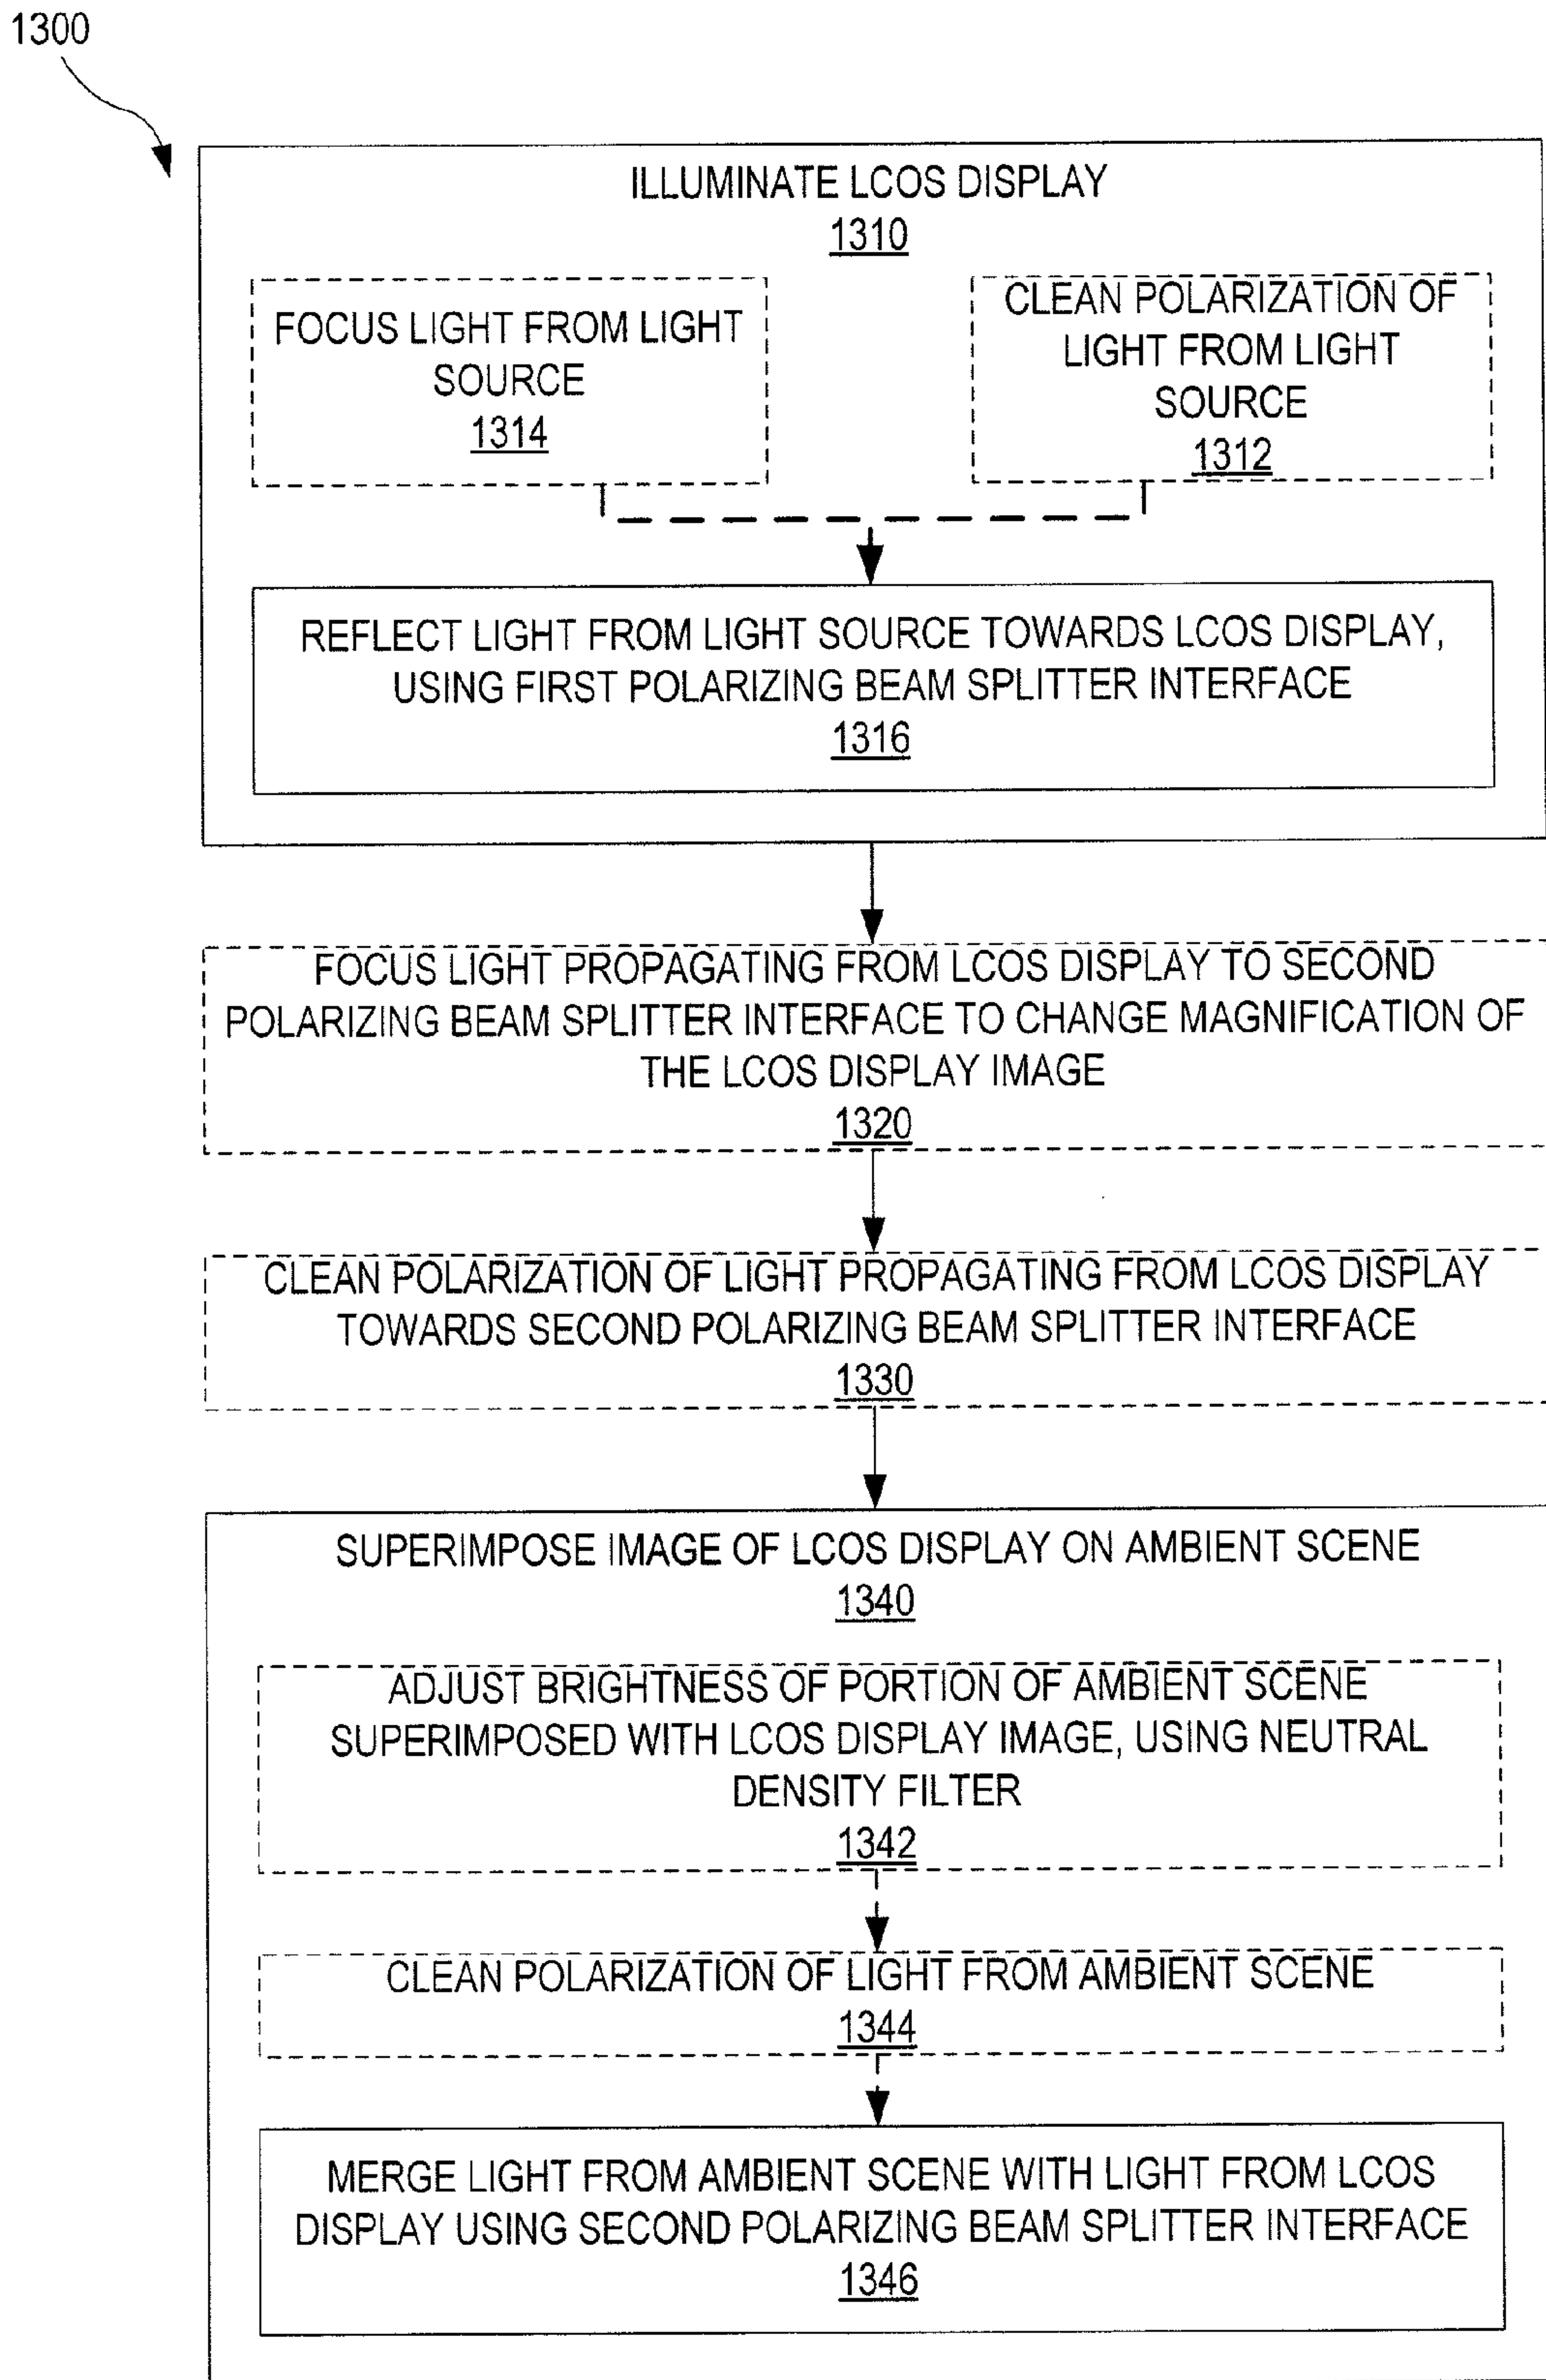 1300
ILLUMINATE LCOS DISPLAY
1310
FOCUS LIGHT FROM LIGHT
SOURCE
1314
CLEAN POLARIZATION OF
LIGHT FROM LIGHT
SOURCE
1312
REFLECT LIGHT FROM LIGHT SOURCE TOWARDS LCOS DISPLAY,
USING FIRST POLARIZING BEAM SPLITTER INTERFACE
1316
FOCUS LIGHT PROPAGATING FROM LCOS DISPLAY TO SECOND
POLARIZING BEAM SPLITTER INTERFACE TO CHANGE MAGNIFICATION OF
THE LCOS DISPLAY IMAGE
1320
CLEAN POLARIZATION OF LIGHT PROPAGATING FROM LCOS DISPLAY
TOWARDS SECOND POLARIZING BEAM SPLITTER INTERFACE
1330
SUPERIMPOSE IMAGE OF LCOS DISPLAY ON AMBIENT SCENE
1340
ADJUST BRIGHTNESS OF PORTION OF AMBIENT SCENE
SUPERIMPOSED WITH LCOS DISPLAY IMAGE, USING NEUTRAL
DENSITY FILTER
1342
CLEAN POLARIZATION OF LIGHT FROM AMBIENT SCENE
1344
MERGE LIGHT FROM AMBIENT SCENE WITH LIGHT FROM LCOS
DISPLAY USING SECOND POLARIZING BEAM SPLITTER INTERFACE
1346